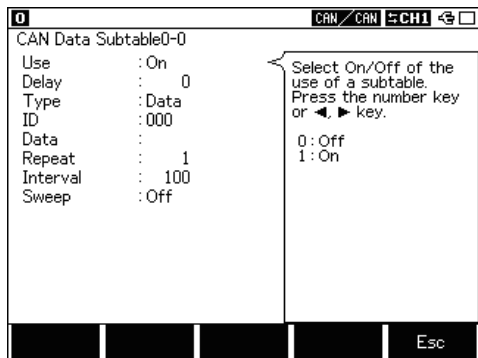 0 CAN/CAN ⇆CH1
CAN Data Subtable0-0
Use :On
Delay : 0
Type :Data
ID :000
Data :
Repeat : 1
Interval : 100
Sweep :Off
Select On/Off of the
use of a subtable.
Press the number key
or ◄, ► key.
0:Off
1:On
Esc